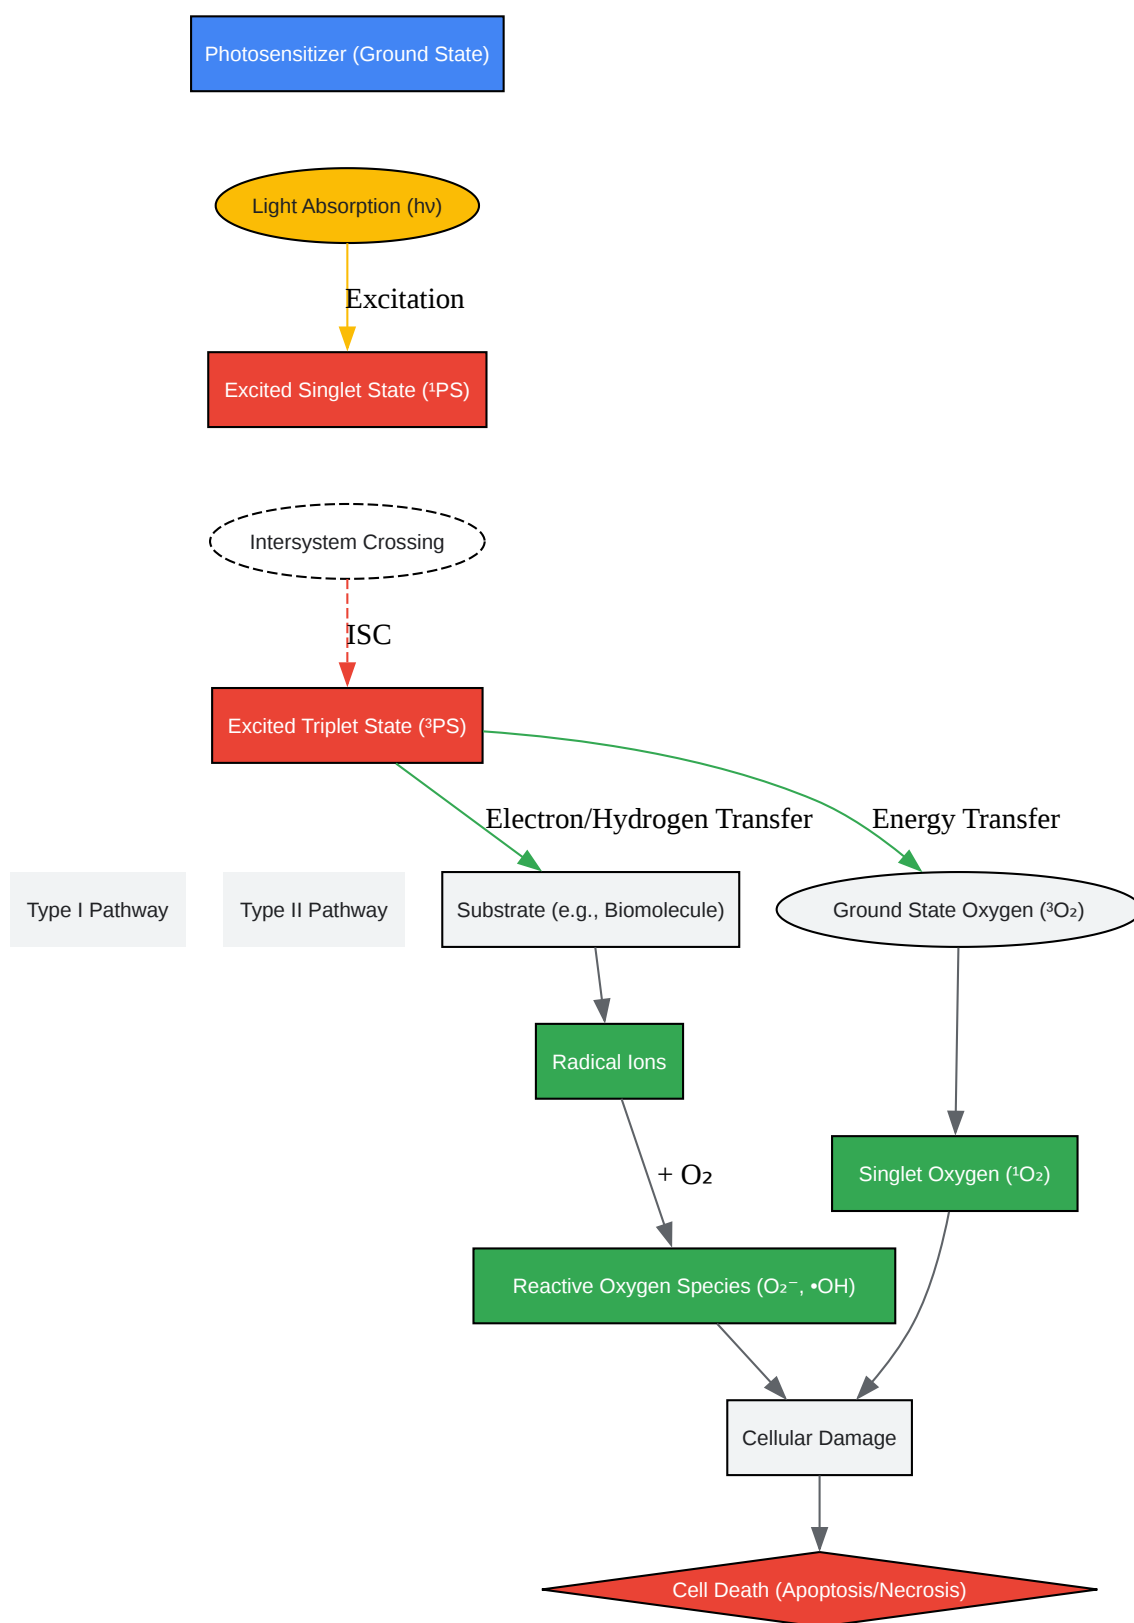 Photosensitizer (Ground State)
Light Absorption (hν)
Excitation
Excited Singlet State (¹PS)
Intersystem Crossing
ISC
Excited Triplet State (³PS)
Electron/Hydrogen Transfer
Energy Transfer
Type I Pathway
Type II Pathway
Substrate (e.g., Biomolecule)
Ground State Oxygen (³O₂)
Radical Ions
+ O₂
Singlet Oxygen (¹O₂)
Reactive Oxygen Species (O₂⁻, •OH)
Cellular Damage
Cell Death (Apoptosis/Necrosis)